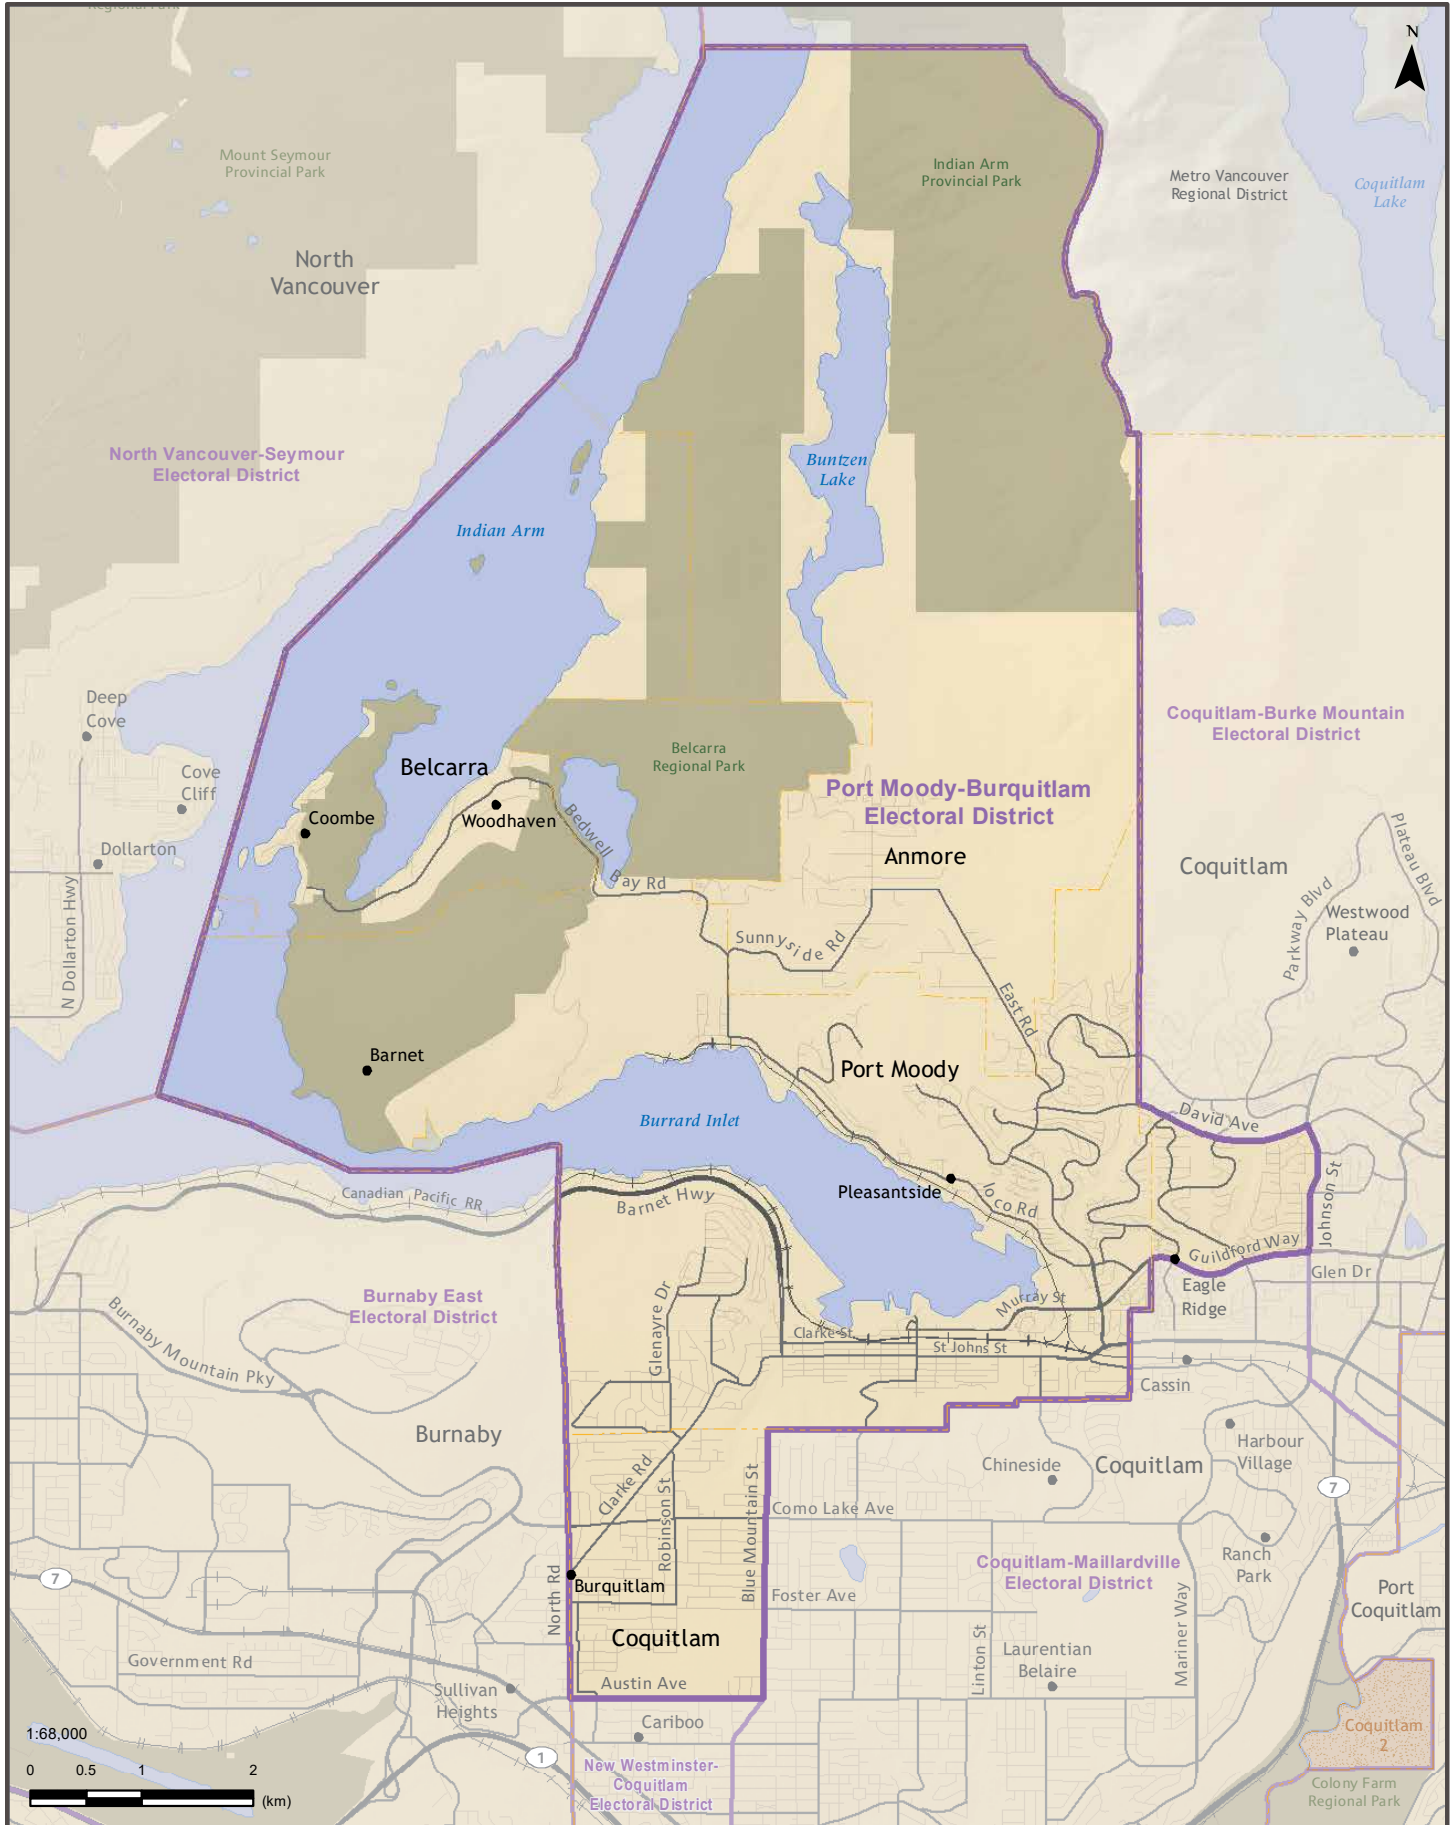 Regional Park
N
Mount Seymour
Provincial Park
Indian Arm
Provincial Park
Metro Vancouver
Regional District
Coquitlam
Lake
North
Vancouver
North Vancouver-Seymour
Electoral District
Buntzen
Lake
Indian Arm
Deep
Cove
Coquitlam-Burke Mountain
Electoral District
Belcarra
Regional Park
Belcarra
Cove
Cliff
Port Moody-Burquitlam
Electoral District
Coombe
Woodhaven
Bedwell
Bay Rd
Dollarton
Anmore
Coquitlam
Plateau Blvd
Parkway Blvd
Westwood
Plateau
N Dollarton Hwy
Sunnyside Rd
East Rd
Barnet
Port Moody
Burrard Inlet
David Ave
Pleasantside
Ioco Rd
Johnson St
Canadian Pacific RR
Barnet Hwy
Guildford Way
Glen Dr
Eagle
Ridge
Burnaby East
Electoral District
Burnaby Mountain Pky
Glenayre Dr
Murray St
Clarke St
St Johns St
Cassin
Burnaby
Harbour
Village
Chineside
Coquitlam
7
Clarke Rd
Robinson St
Blue Mountain St
Como Lake Ave
Ranch
Park
Coquitlam-Maillardville
Electoral District
7
North Rd
Burquitlam
Foster Ave
Port
Coquitlam
Mariner Way
Linton St
Coquitlam
Laurentian
Belaire
Government Rd
Austin Ave
Sullivan
Heights
Cariboo
Coquitlam
2
1:68,000
1
New Westminster-
Coquitlam
Electoral District
0 0.5 1 2
(km)
Colony Farm
Regional Park